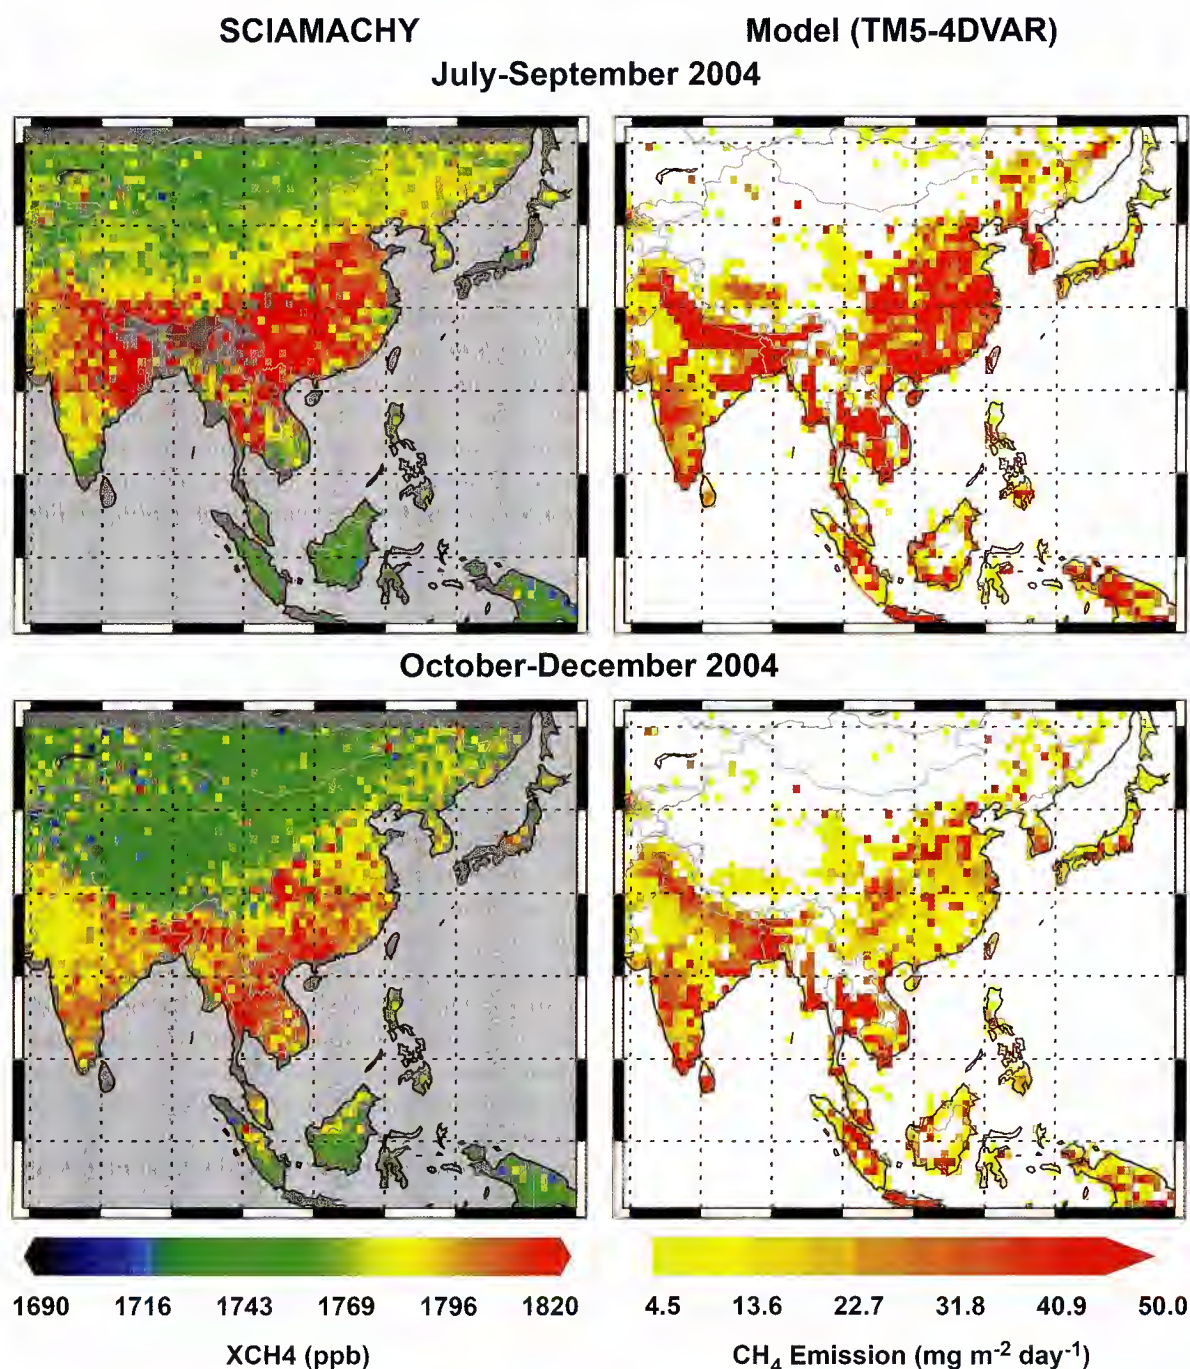 SCIAMACHY Model (TM5-4DVAR)
July-September 2004
October-December 2004
1690 1716 1743 1769 1796 1820 4.5 13.6 22.7 31.8 40.9 50.0
XCH4 (ppb) CH₄ Emission (mg m⁻² day⁻¹)